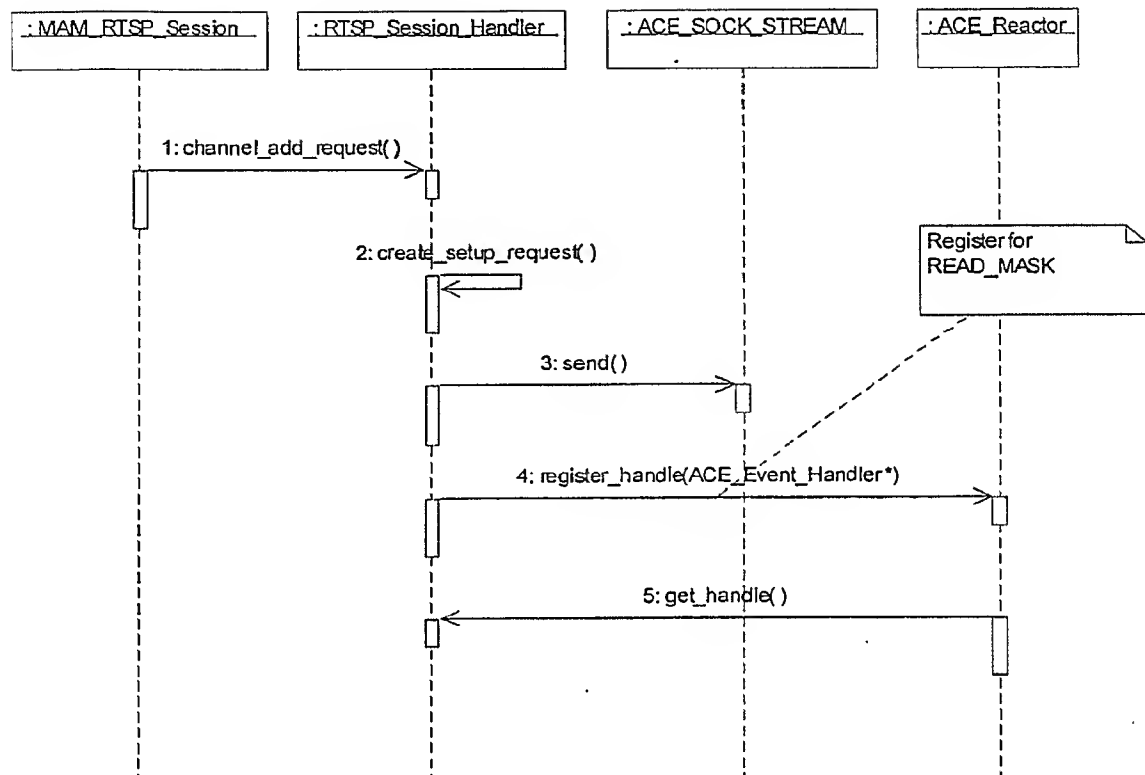 : MAM_RTSP_Session
: RTSP_Session_Handler
: ACE_SOCK_STREAM
: ACE_Reactor
1: channel_add_request( )
2: create_setup_request( )
Register for
READ_MASK
3: send( )
4: register_handle(ACE_Event_Handler*)
5: get_handle( )